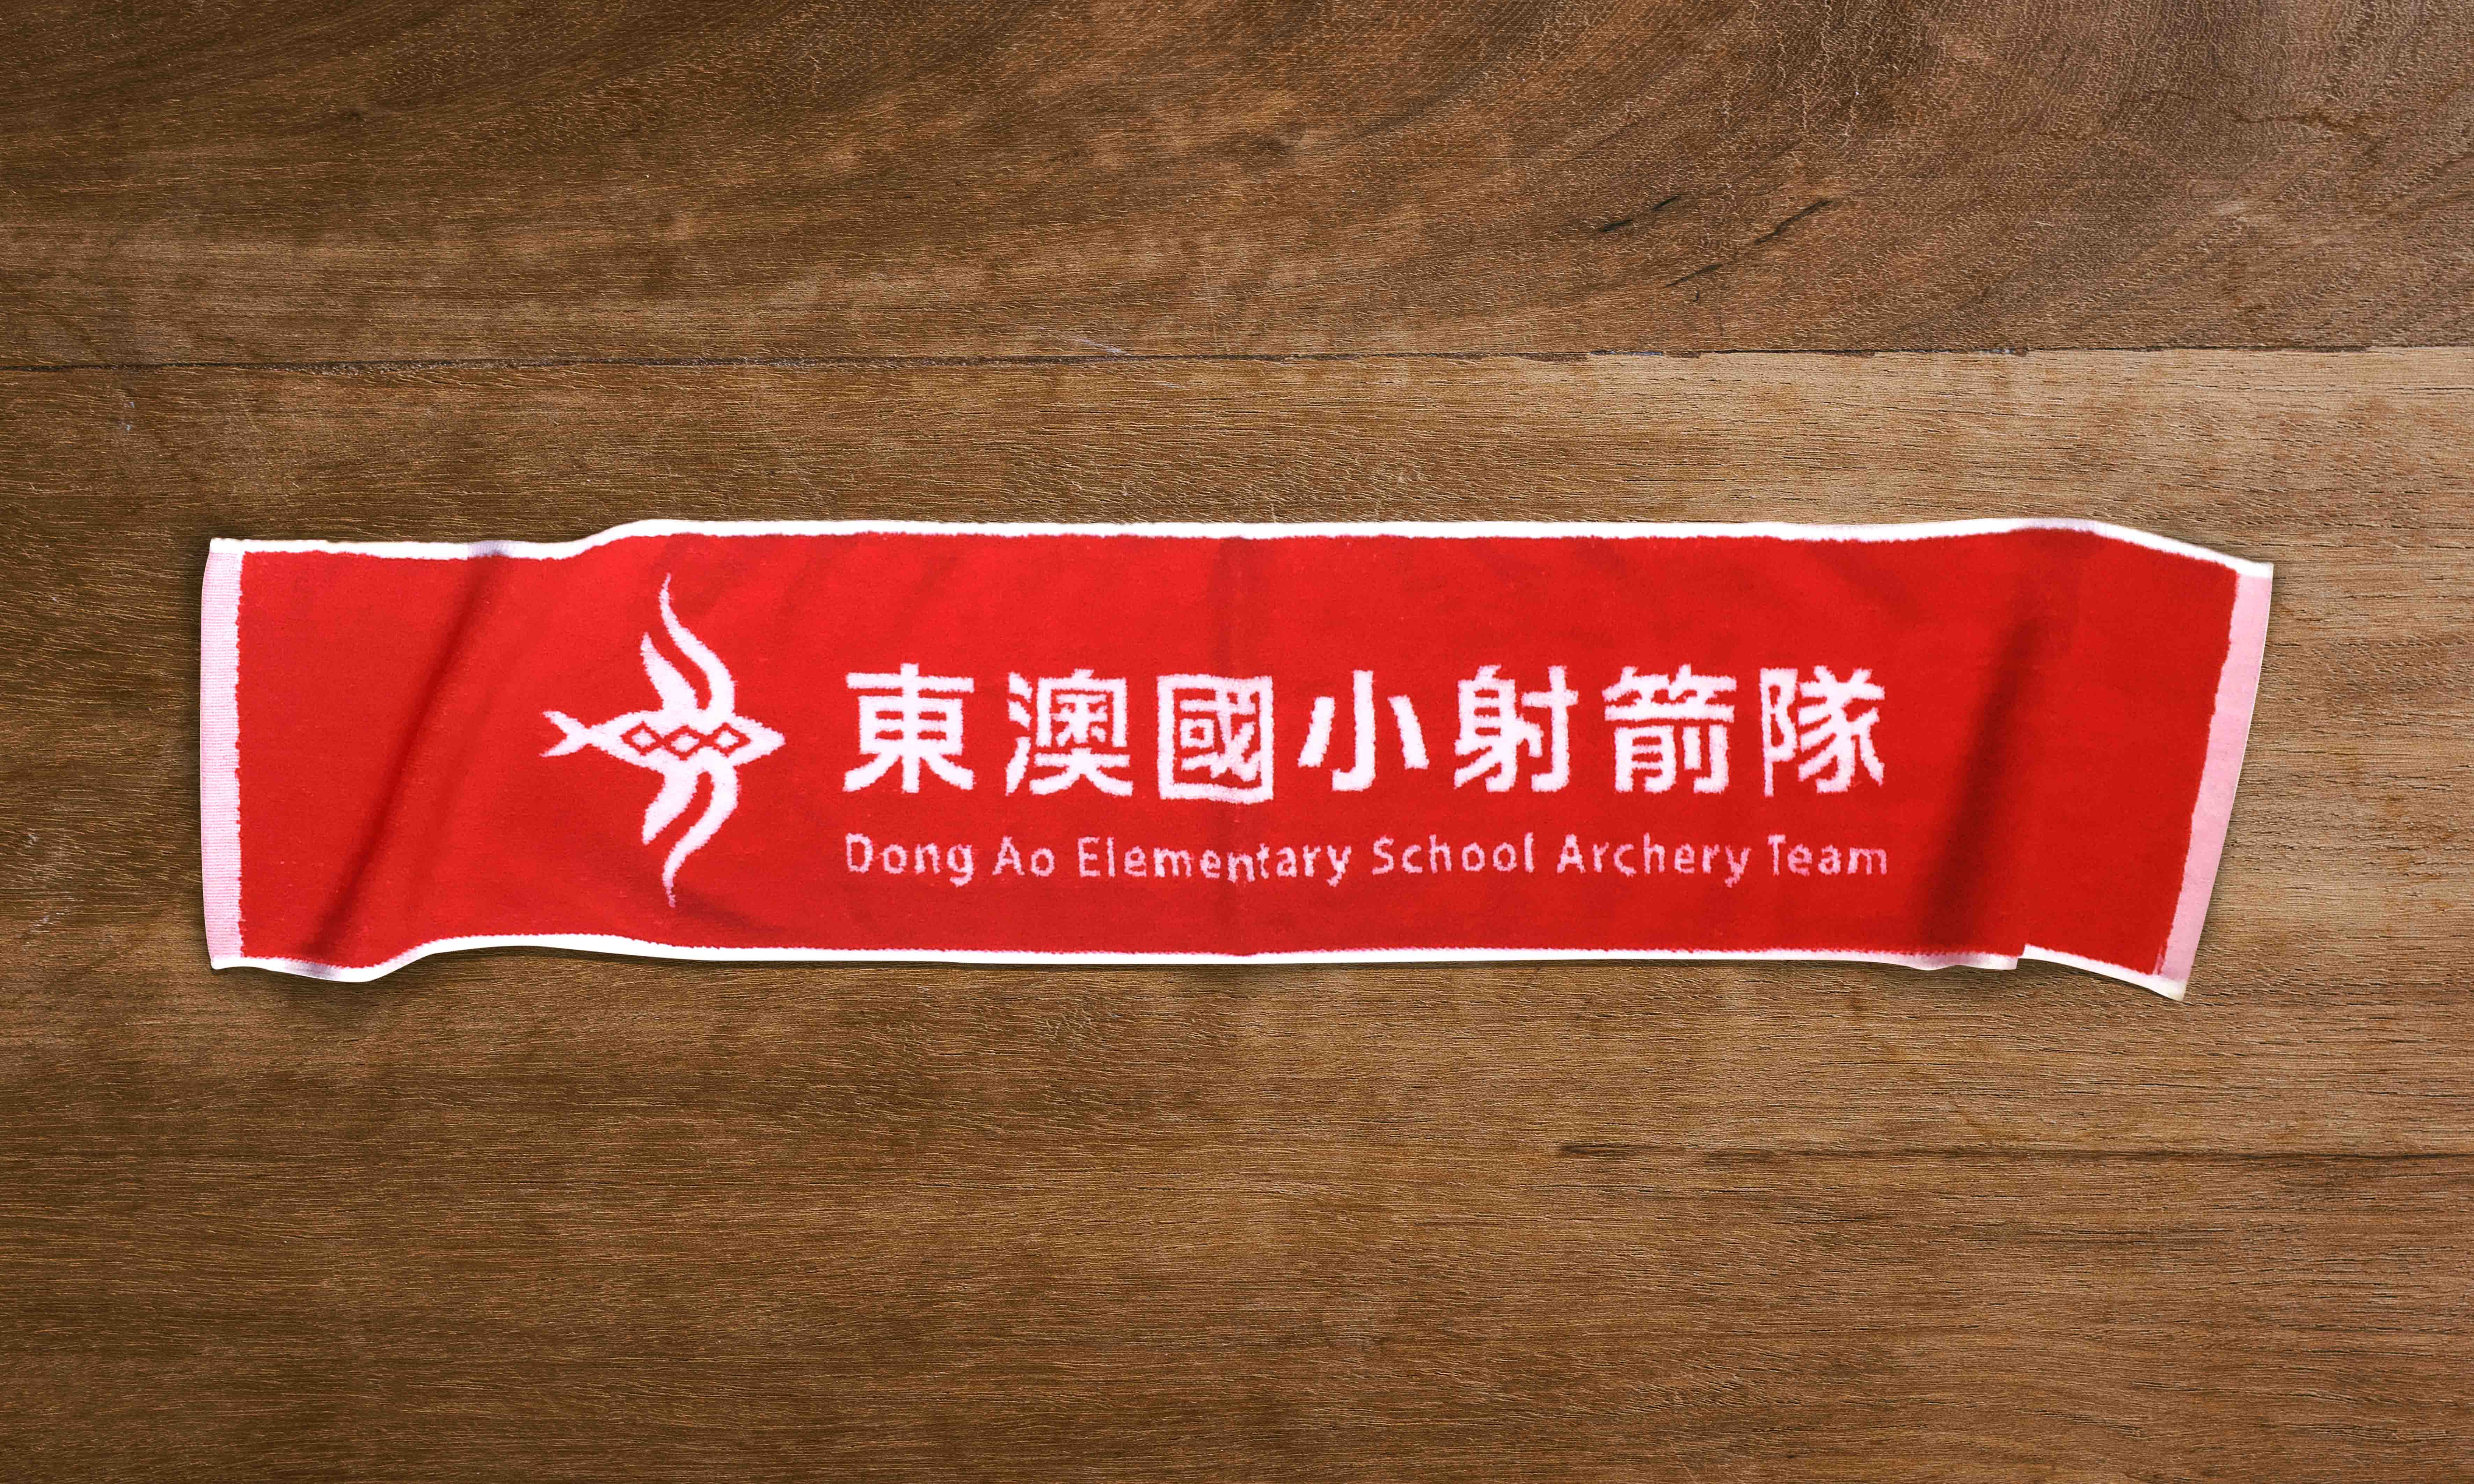 東澳國小射箭隊
Dong Ao Elementary School Archery Team